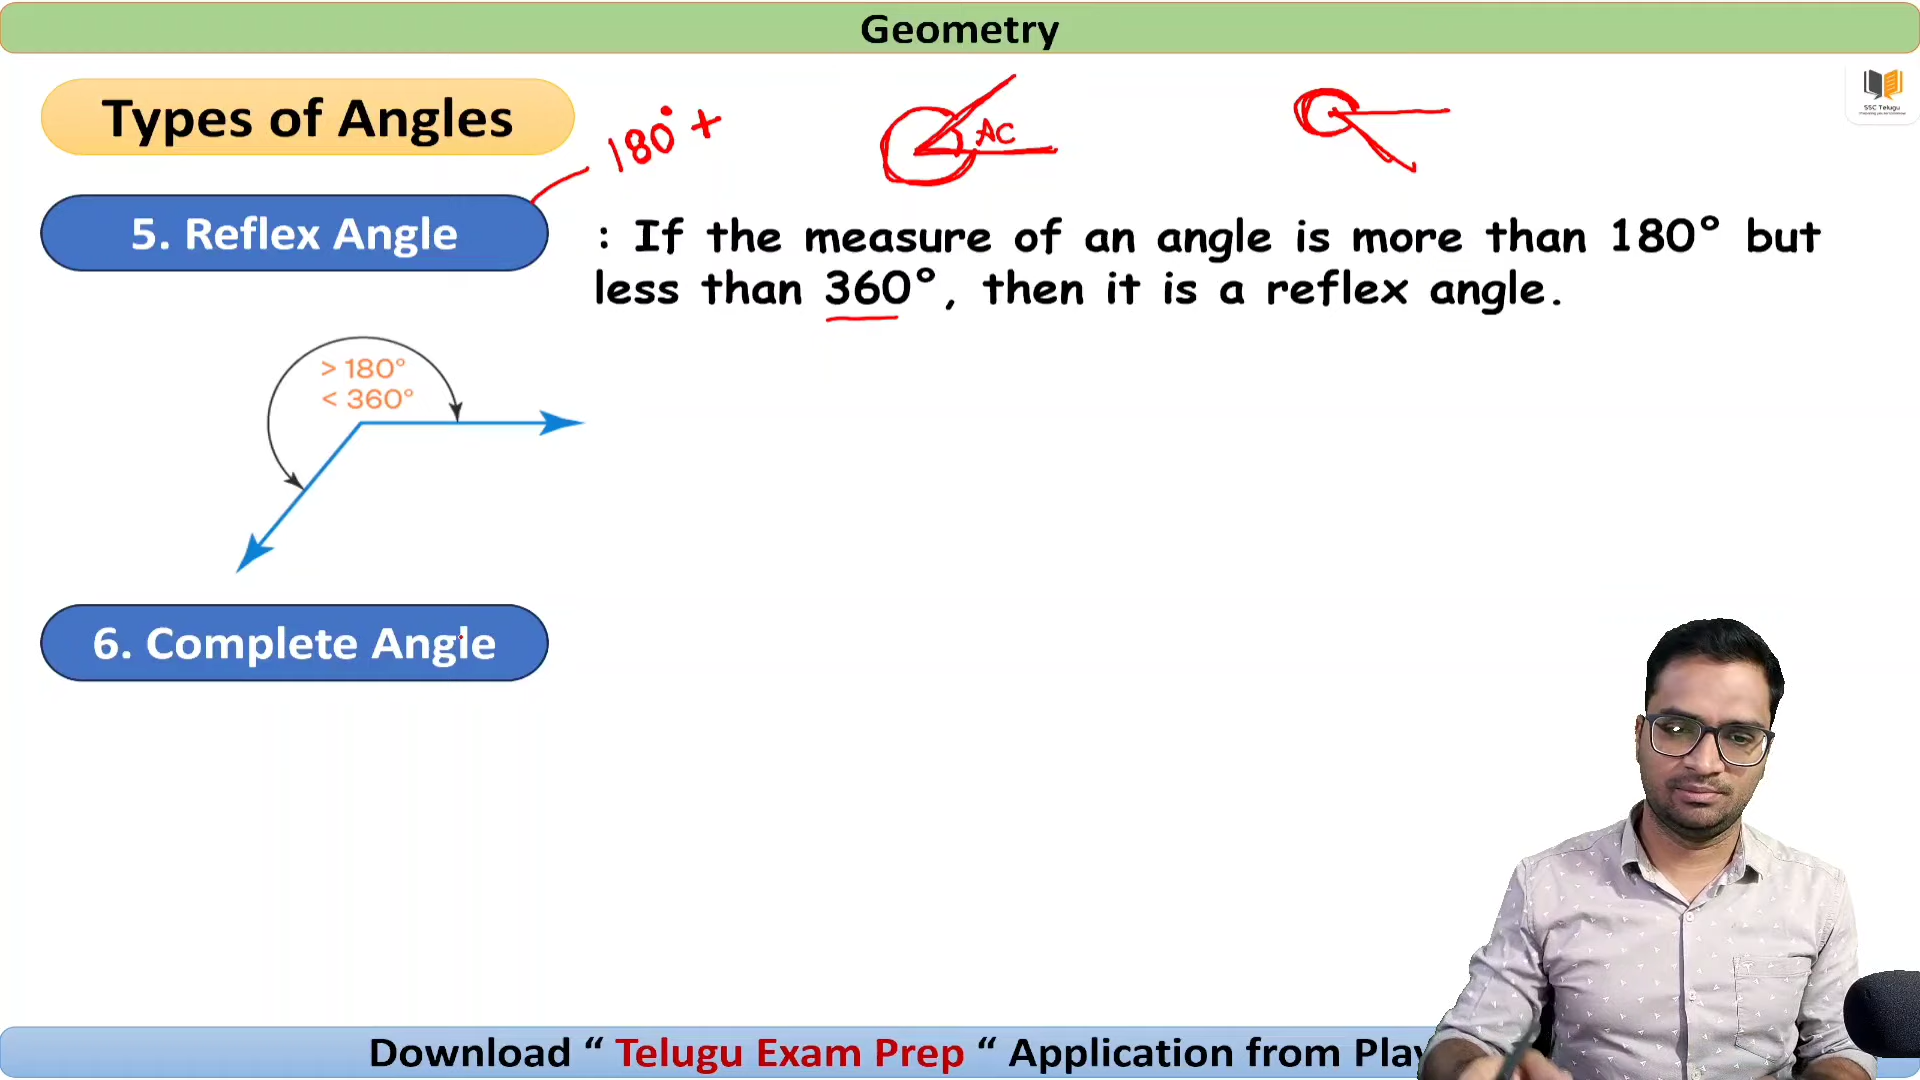 Geometry
Types of Angles
180° +
AC
SSC Telugu
5. Reflex Angle
: If the measure of an angle is more than 180° but
less than 360°, then it is a reflex angle.
> 180°
< 360°
6. Complete Angle
Download “ Telugu Exam Prep “ Application from Play